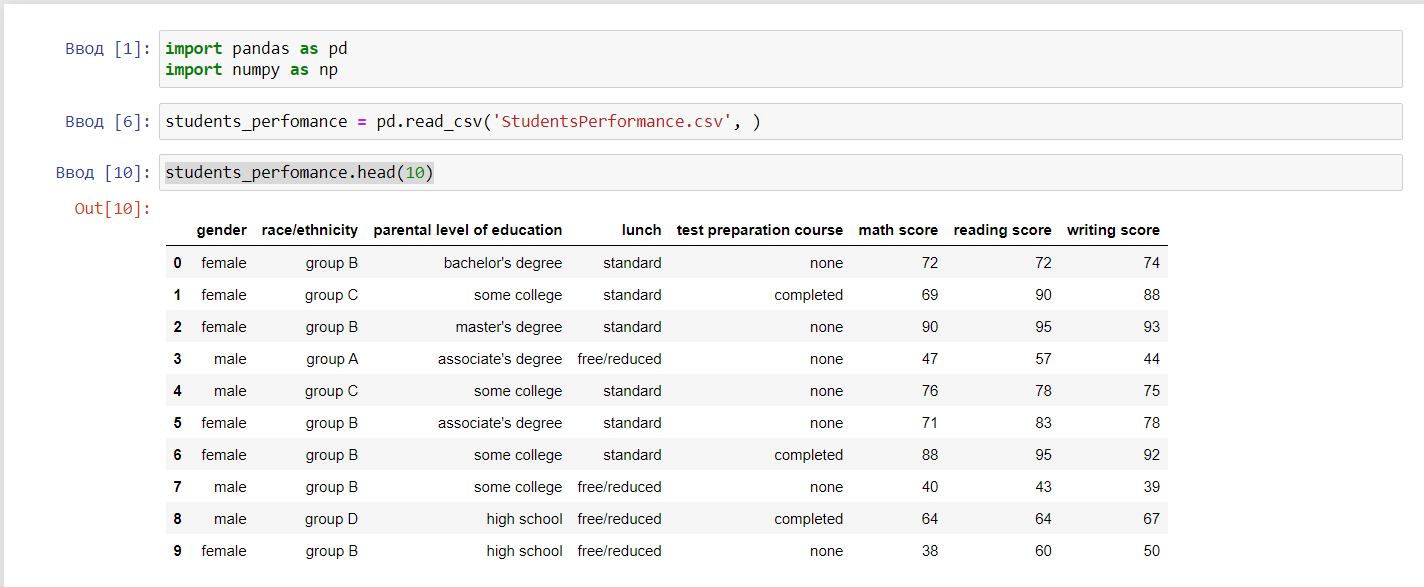 Ввод [1]: import pandas as pd
import numpy as np
Ввод [6]: students_perfomance = pd.read_csv('StudentsPerformance.csv', )
Ввод [10]: students_perfomance.head(10)
Out[10]:
gender race/ethnicity parental level of education lunch test preparation course math score reading score writing score
0 female group B bachelor's degree standard none 72 72 74
1 female group C some college standard completed 69 90 88
2 female group B master's degree standard none 90 95 93
3 male group A associate's degree free/reduced none 47 57 44
4 male group C some college standard none 76 78 75
5 female group B associate's degree standard none 71 83 78
6 female group B some college standard completed 88 95 92
7 male group B some college free/reduced none 40 43 39
8 male group D high school free/reduced completed 64 64 67
9 female group B high school free/reduced none 38 60 50